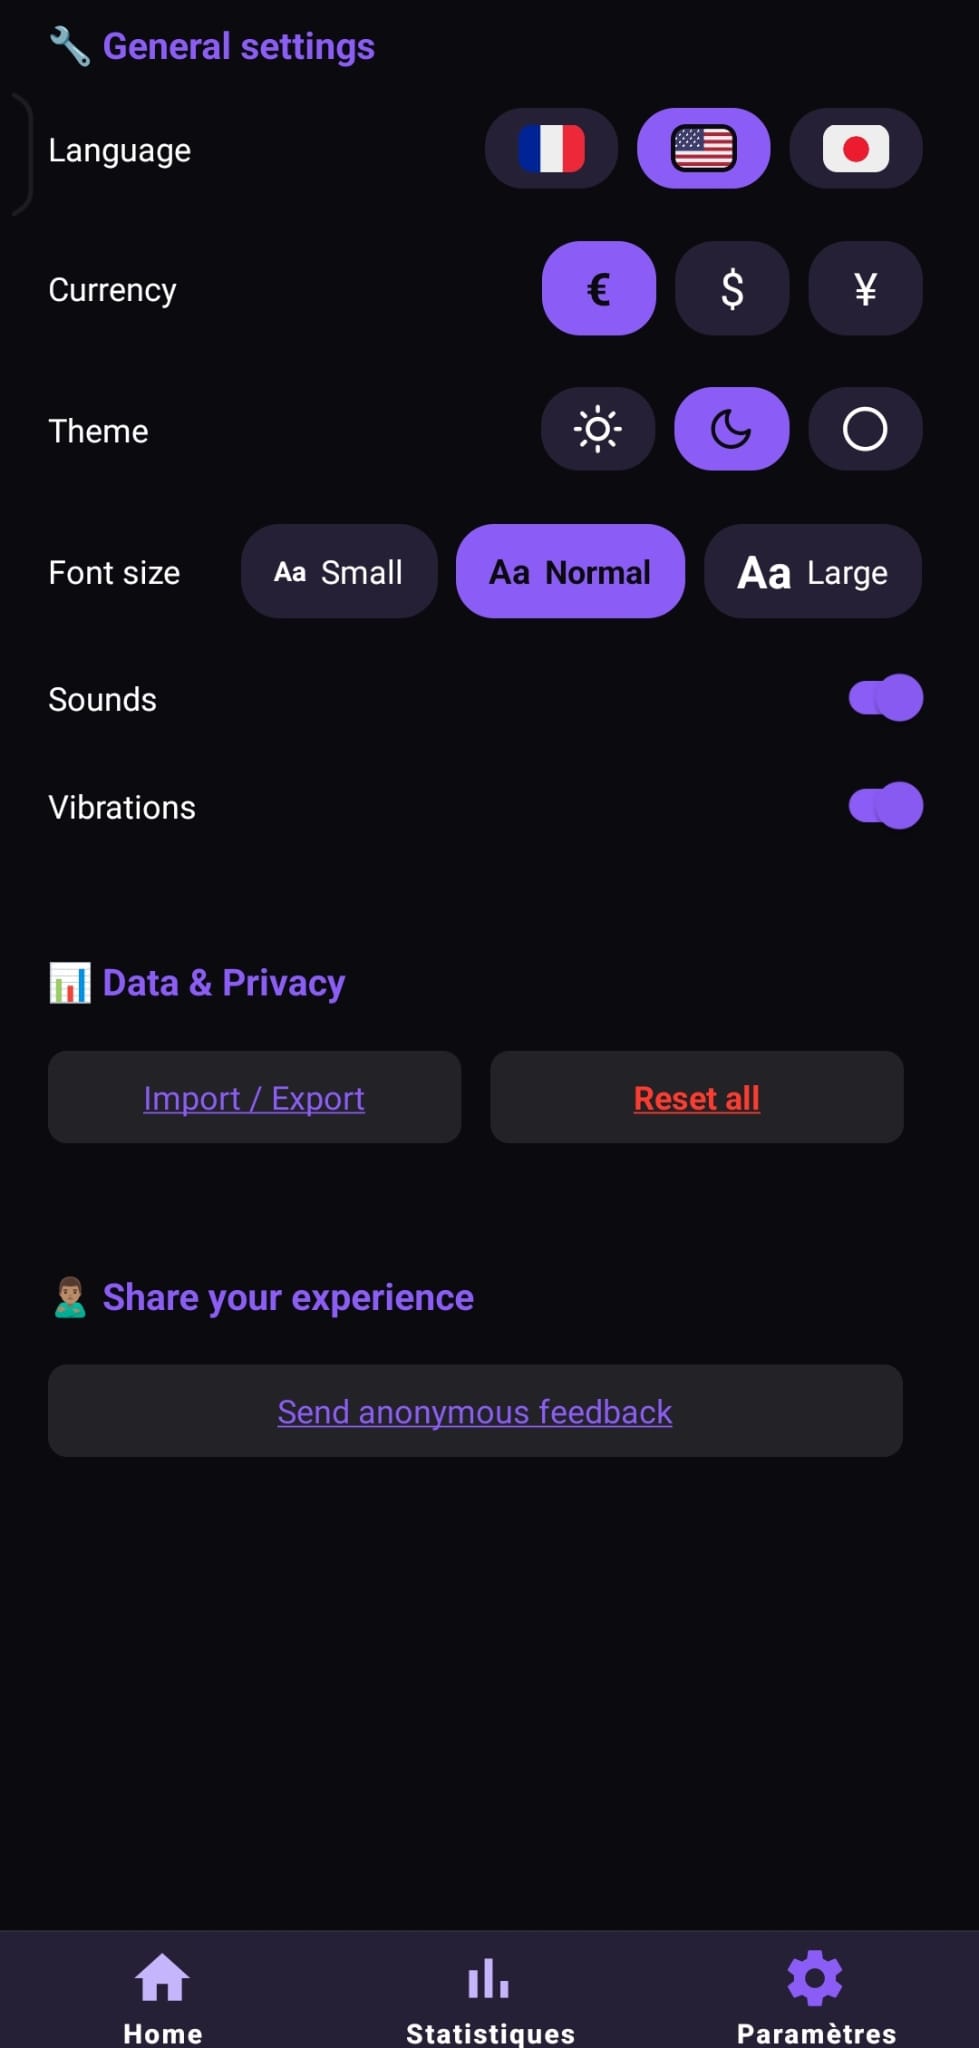 General settings
Language
Currency € $ ¥
Theme
Font size Aa Small Aa Normal Aa Large
Sounds
Vibrations
Data & Privacy
Import / Export Reset all
Share your experience
Send anonymous feedback
Home Statistiques Paramètres